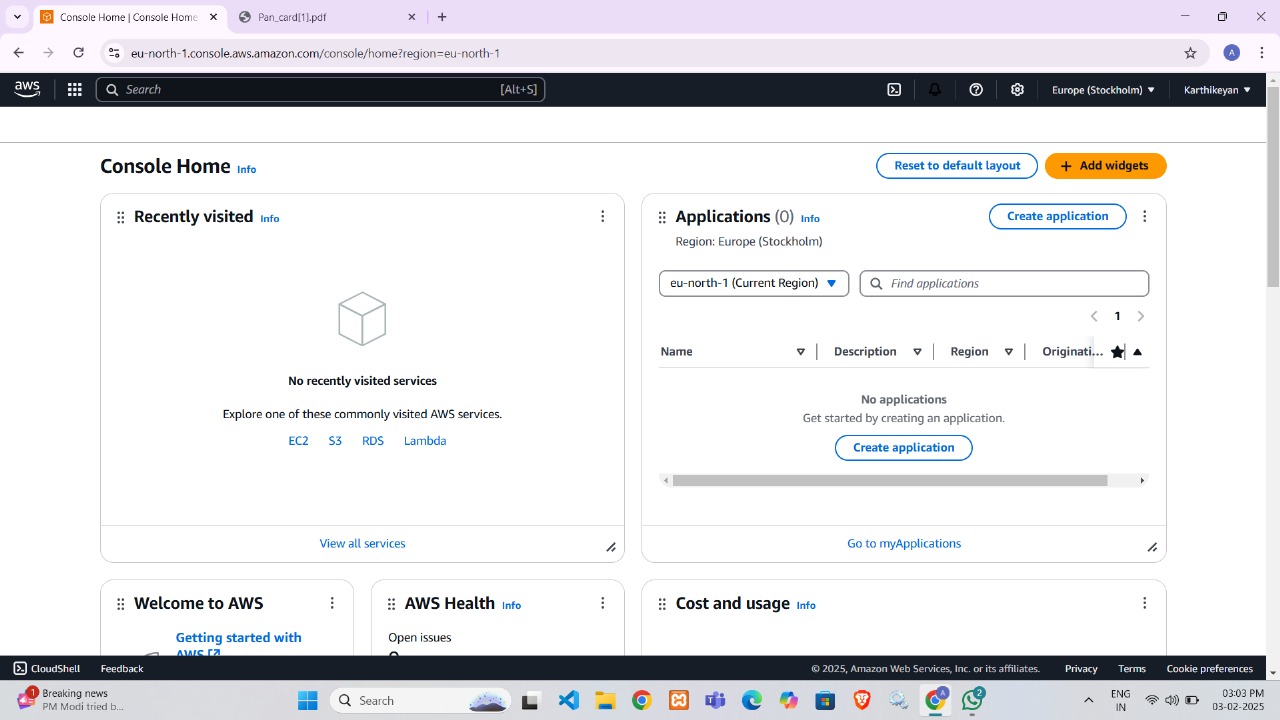 Console Home | Console Home
Pan_card[1].pdf
eu-north-1.console.aws.amazon.com/console/home?region=eu-north-1
A
aws
Search
[Alt+S]
Europe (Stockholm)
Karthikeyan
Console Home Info
Reset to default layout
Add widgets
Recently visited Info
No recently visited services
Explore one of these commonly visited AWS services.
EC2 S3 RDS Lambda
View all services
Applications (0) Info
Create application
Region: Europe (Stockholm)
eu-north-1 (Current Region)
Find applications
1
Name Description Region Originati...
No applications
Get started by creating an application.
Create application
Go to myApplications
Welcome to AWS
Getting started with
AWS
AWS Health Info
Open issues
Cost and usage Info
CloudShell Feedback
© 2025, Amazon Web Services, Inc. or its affiliates. Privacy Terms Cookie preferences
1
Breaking news
PM Modi tried t...
Search
A
2
ENG
IN
03:03 PM
03-02-2025